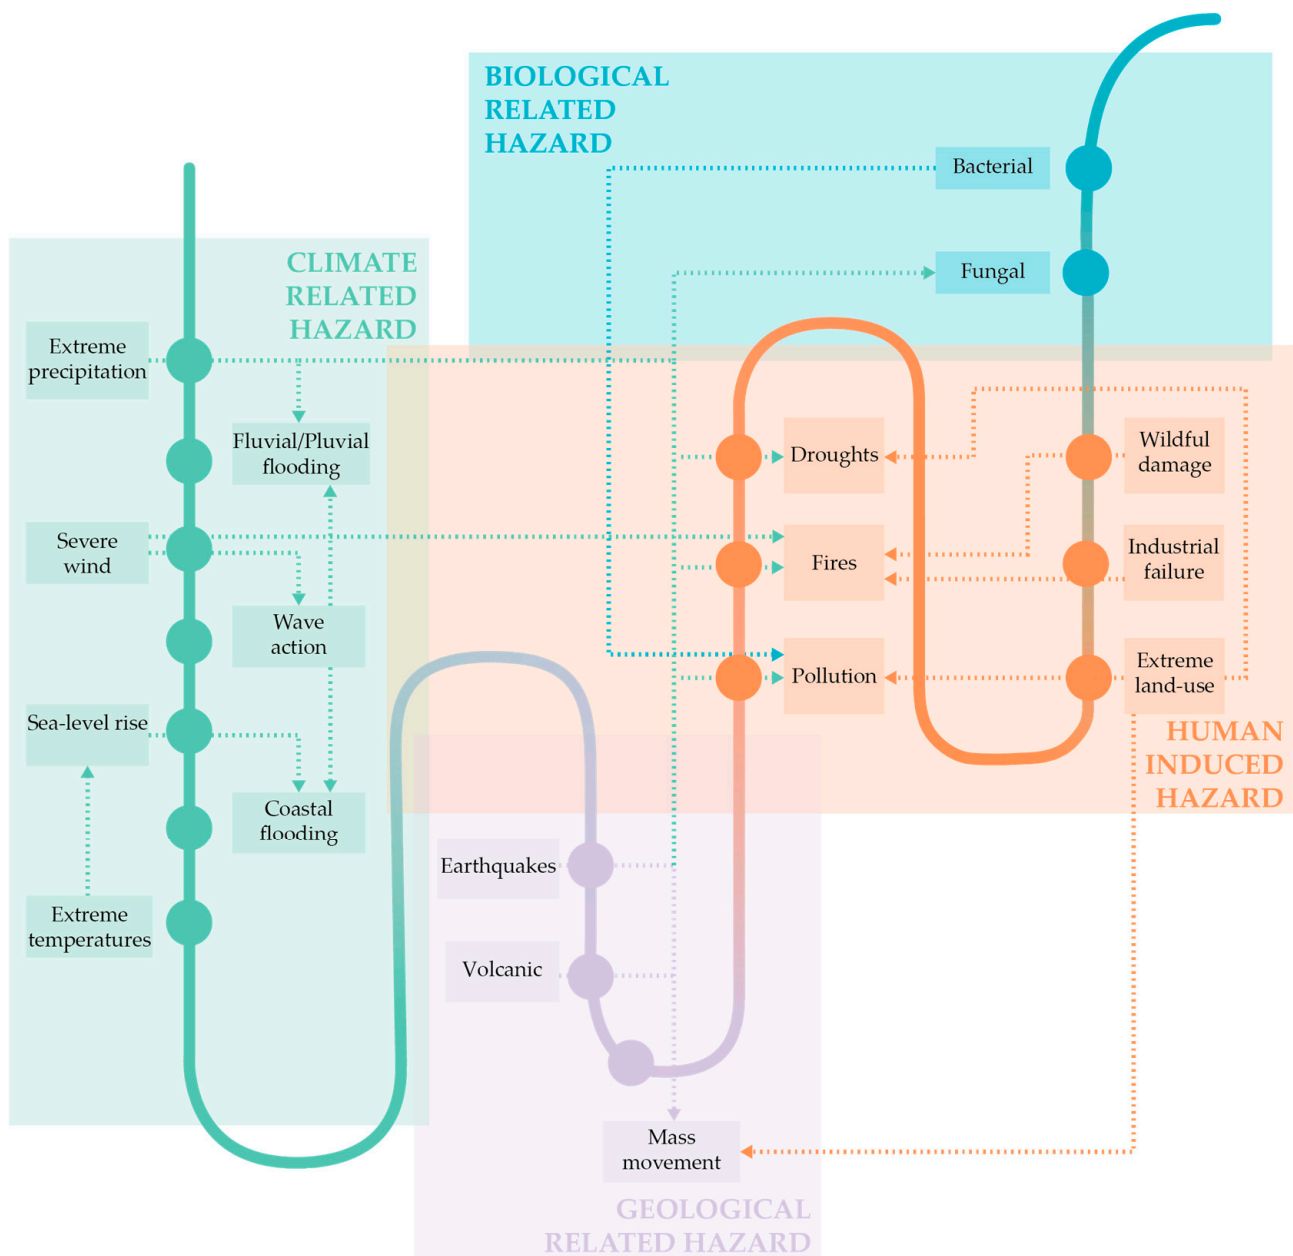 BIOLOGICAL
RELATED
HAZARD
Bacterial
Fungal
CLIMATE
RELATED
HAZARD
Extreme
precipitation
Fluvial/Pluvial
flooding
Severe
wind
Wave
action
Sea-level rise
Coastal
flooding
Extreme
temperatures
Droughts
Fires
Pollution
Wildful
damage
Industrial
failure
Extreme
land-use
HUMAN
INDUCED
HAZARD
Earthquakes
Volcanic
Mass
movement
GEOLOGICAL
RELATED HAZARD